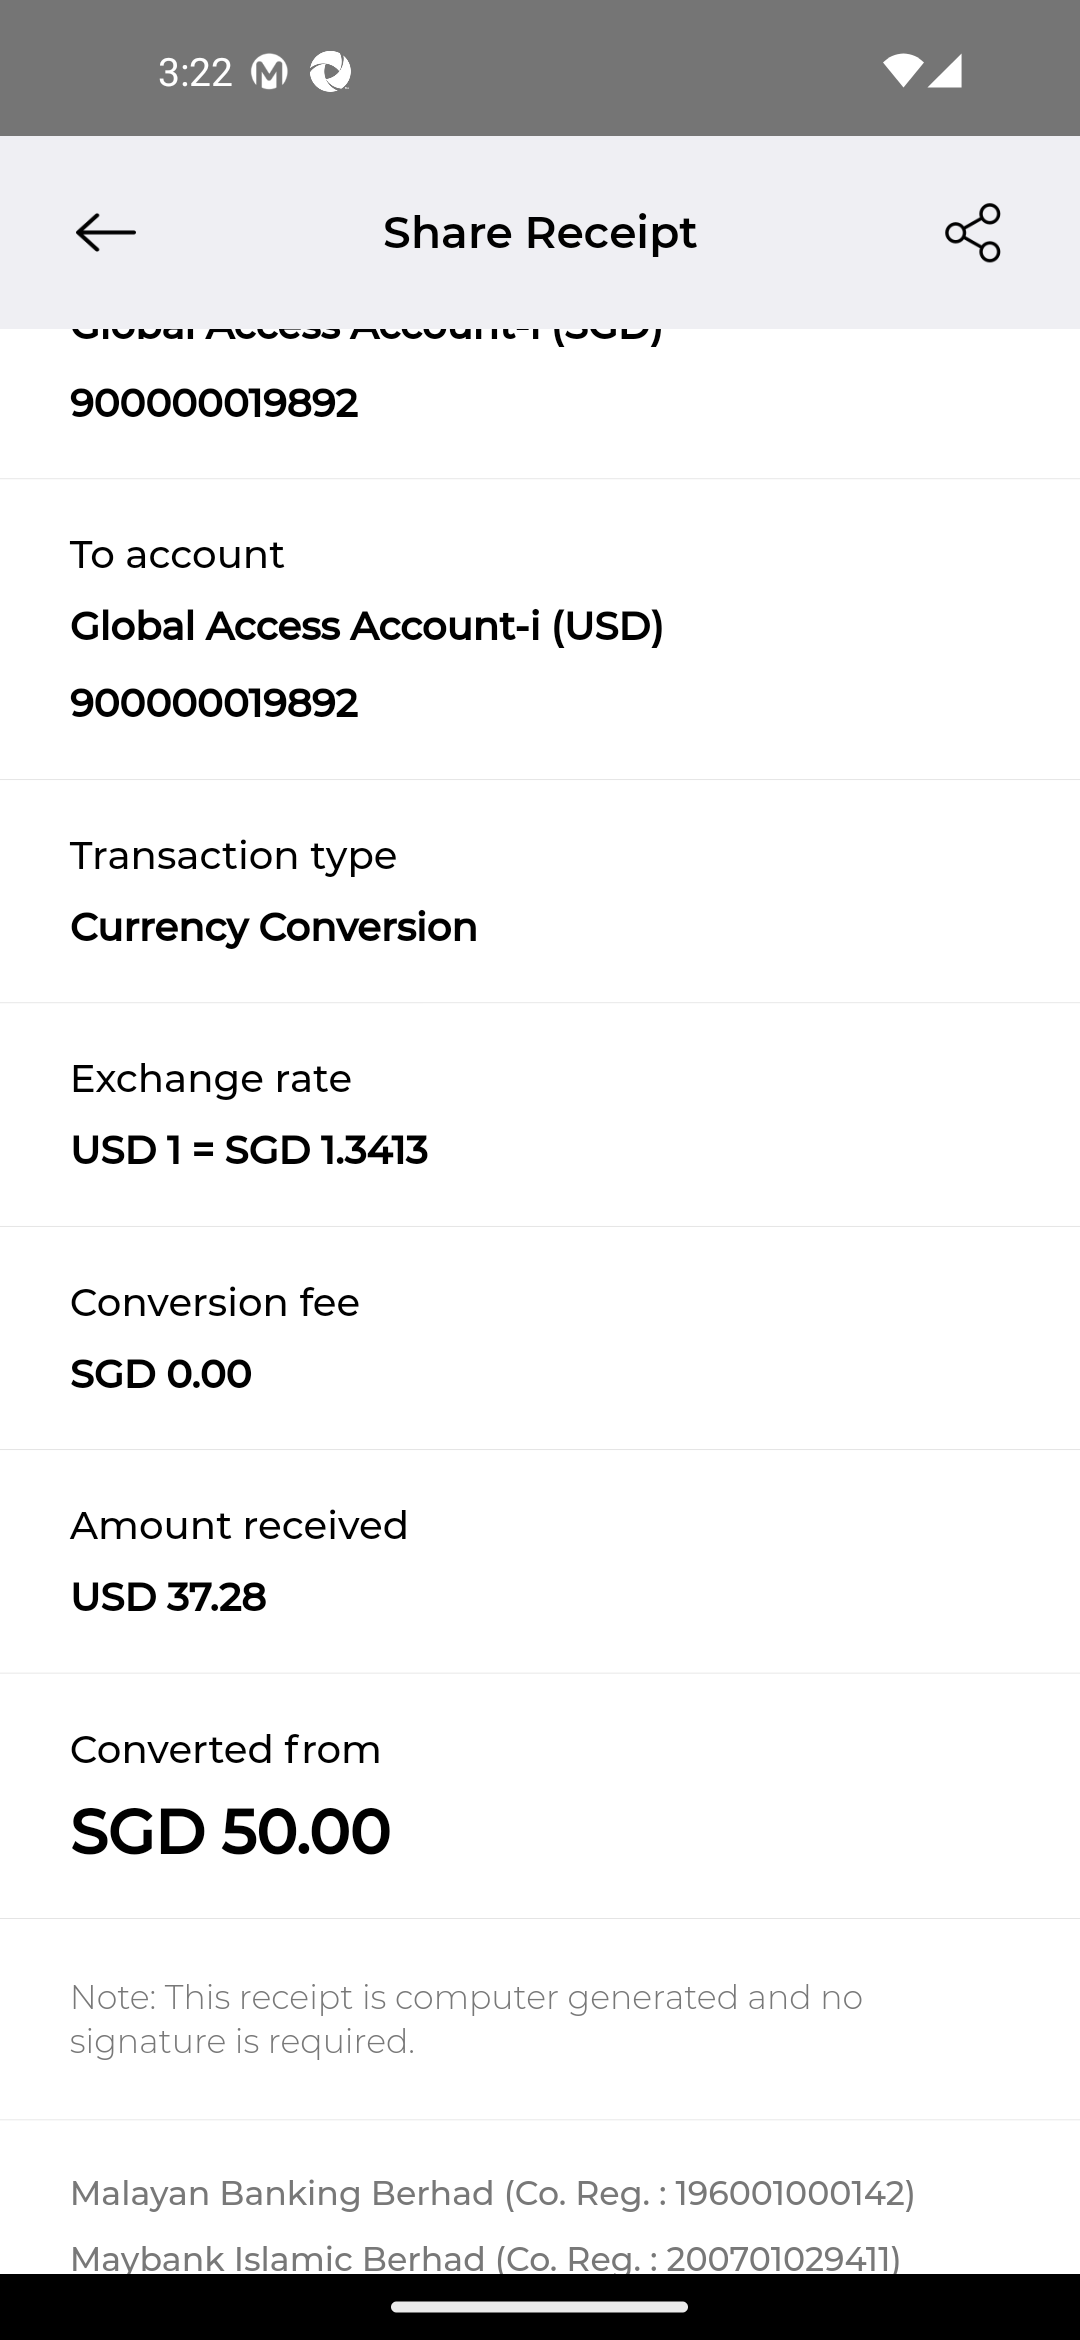 3:22
Share Receipt
Global Access Account-i (SGD)
900000019892
To account
Global Access Account-i (USD)
900000019892
Transaction type
Currency Conversion
Exchange rate
USD 1 = SGD 1.3413
Conversion fee
SGD 0.00
Amount received
USD 37.28
Converted from
SGD 50.00
Note: This receipt is computer generated and no
signature is required.
Malayan Banking Berhad (Co. Reg. : 196001000142)
Maybank Islamic Berhad (Co. Reg. : 200701029411)